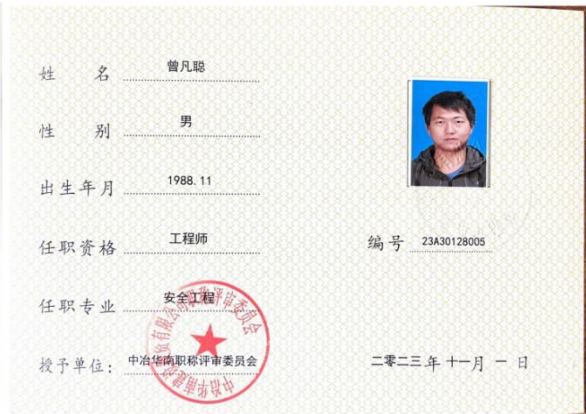 姓名 曾凡聪
性别 男
出生年月 1988.11
任职资格 工程师
编号 23A30128005
任职专业 安全工程
授予单位: 中冶华南职称评审委员会
二零二三年十一月一日